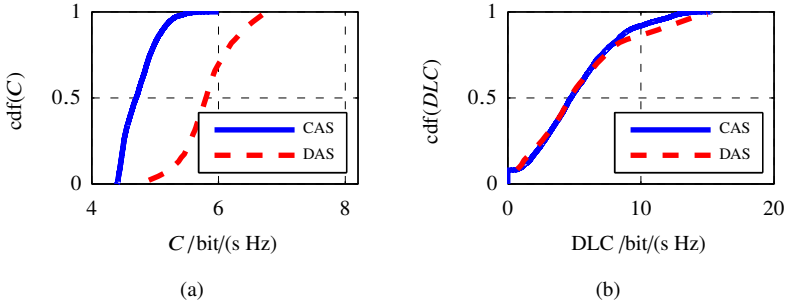 1
0.5
0
cdf(C)
CAS
DAS
4
6
8
C /bit/(s Hz)
(a)
1
0.5
0
cdf(DLC)
CAS
DAS
0
10
20
DLC /bit/(s Hz)
(b)